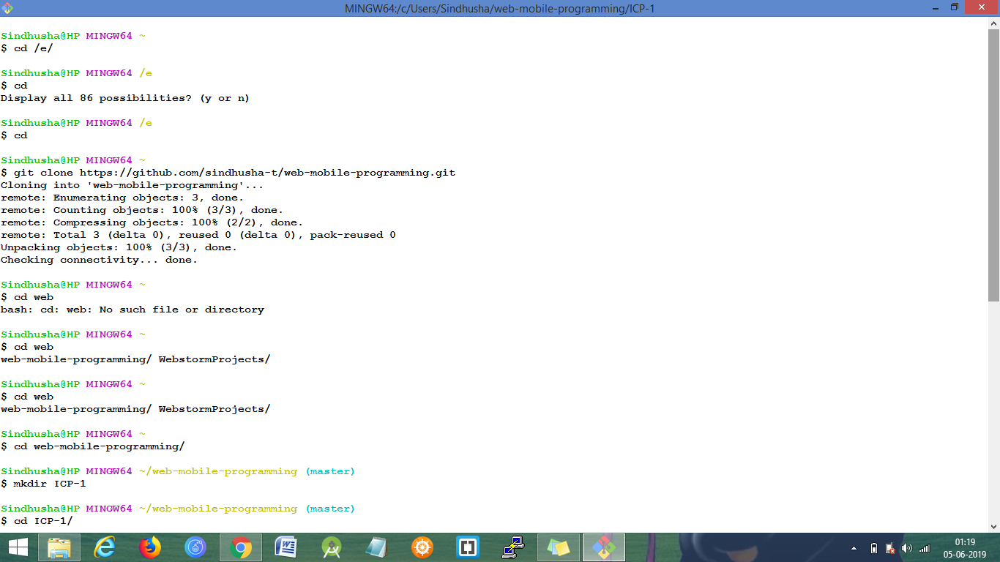 MINGW64:/c/Users/Sindhusha/web-mobile-programming/ICP-1
Sindhusha@HP MINGW64 ~
$ cd /e/
Sindhusha@HP MINGW64 /e
$ cd
Display all 86 possibilities? (y or n)
Sindhusha@HP MINGW64 /e
$ cd
Sindhusha@HP MINGW64 ~
$ git clone https://github.com/sindhusha-t/web-mobile-programming.git
Cloning into 'web-mobile-programming'...
remote: Enumerating objects: 3, done.
remote: Counting objects: 100% (3/3), done.
remote: Compressing objects: 100% (2/2), done.
remote: Total 3 (delta 0), reused 0 (delta 0), pack-reused 0
Unpacking objects: 100% (3/3), done.
Checking connectivity... done.
Sindhusha@HP MINGW64 ~
$ cd web
bash: cd: web: No such file or directory
Sindhusha@HP MINGW64 ~
$ cd web
web-mobile-programming/ WebstormProjects/
Sindhusha@HP MINGW64 ~
$ cd web
web-mobile-programming/ WebstormProjects/
Sindhusha@HP MINGW64 ~
$ cd web-mobile-programming/
Sindhusha@HP MINGW64 ~/web-mobile-programming (master)
$ mkdir ICP-1
Sindhusha@HP MINGW64 ~/web-mobile-programming (master)
$ cd ICP-1/
01:19
05-06-2019